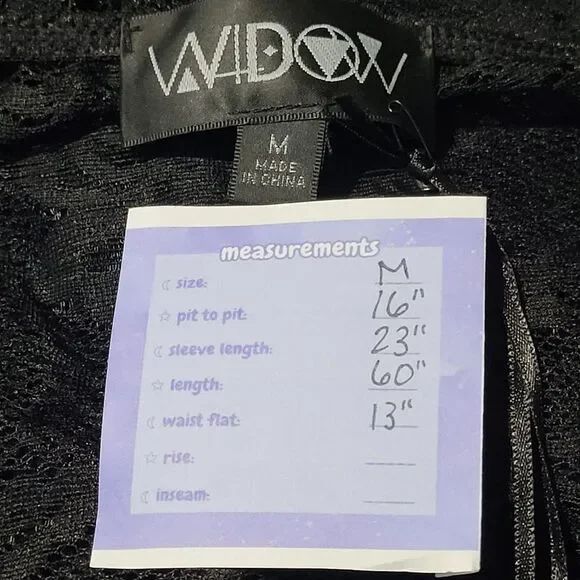 WIDOW
M
MADE
IN CHINA
measurements
size: M
pit to pit: 16"
sleeve length: 23"
length: 60"
waist flat: 13"
rise:
inseam: